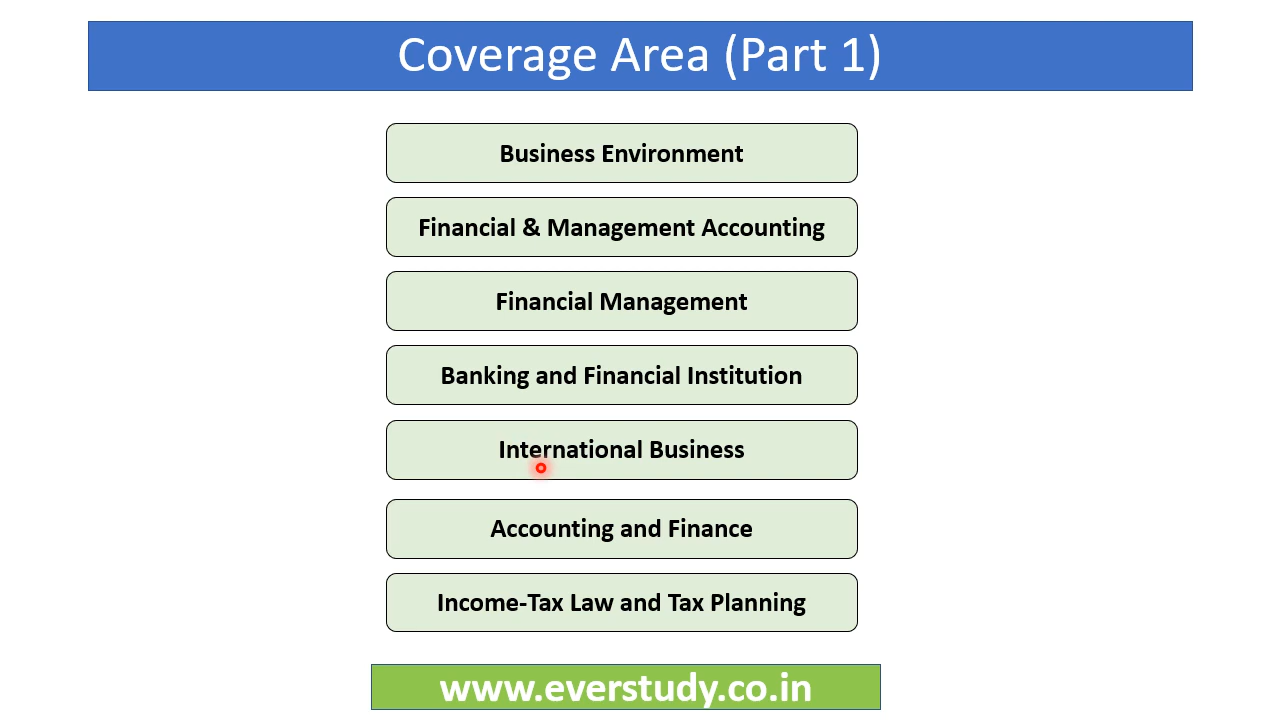 Coverage Area (Part 1)
Business Environment
Financial & Management Accounting
Financial Management
Banking and Financial Institution
International Business
Accounting and Finance
Income-Tax Law and Tax Planning
www.everstudy.co.in